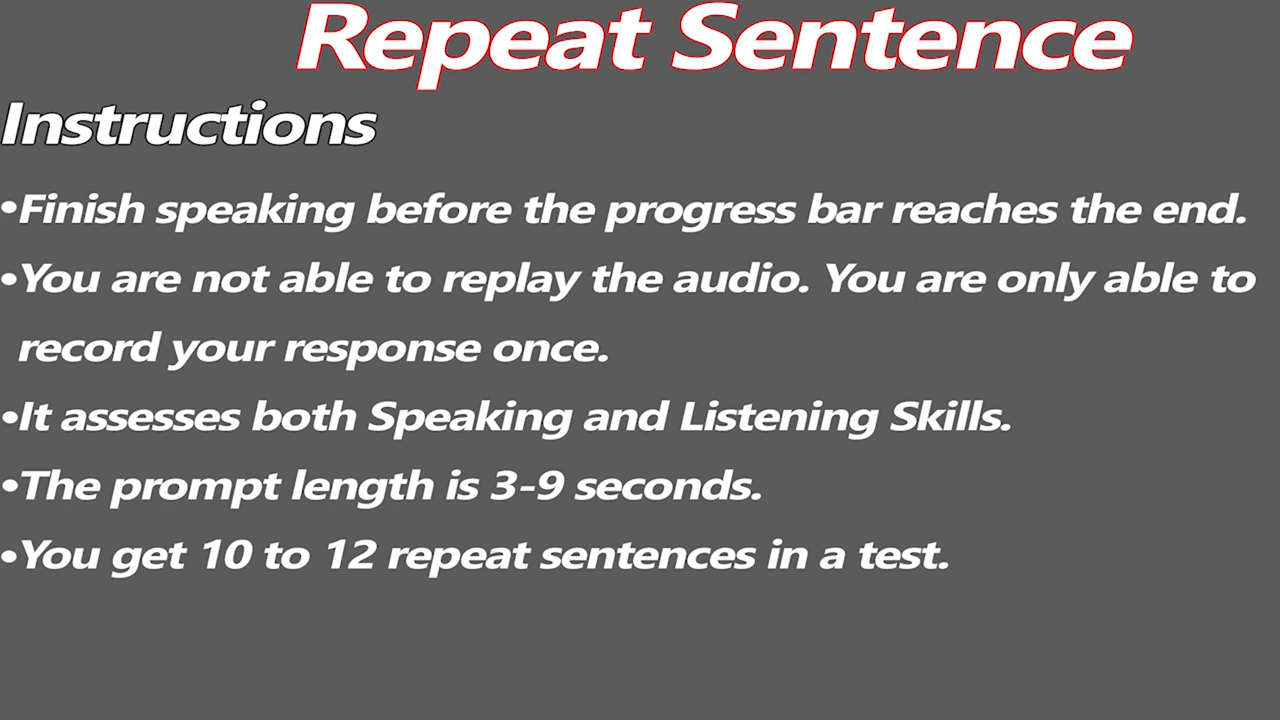 Repeat Sentence
Instructions
•Finish speaking before the progress bar reaches the end.
•You are not able to replay the audio. You are only able to
record your response once.
•It assesses both Speaking and Listening Skills.
•The prompt length is 3-9 seconds.
•You get 10 to 12 repeat sentences in a test.